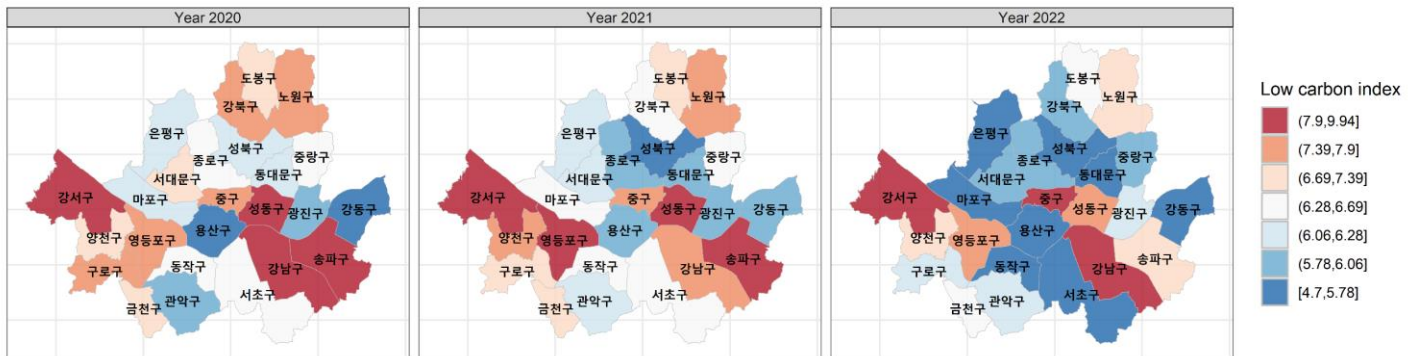 Year 2020
Year 2021
Year 2022
도봉구
노원구
강북구
은평구
성북구
종로구
중랑구
동대문구
서대문구
강서구
마포구
중구
성동구
광진구
강동구
양천구
영등포구
용산구
송파구
구로구
동작구
강남구
서초구
금천구
관악구
도봉구
노원구
강북구
은평구
성북구
종로구
중랑구
동대문구
서대문구
강서구
마포구
중구
성동구
광진구
강동구
양천구
영등포구
용산구
송파구
구로구
동작구
강남구
서초구
금천구
관악구
도봉구
노원구
강북구
은평구
성북구
종로구
중랑구
동대문구
서대문구
강서구
마포구
중구
성동구
광진구
강동구
양천구
영등포구
용산구
송파구
구로구
동작구
강남구
서초구
금천구
관악구
Low carbon index
(7.9,9.94]
(7.39,7.9]
(6.69,7.39]
(6.28,6.69]
(6.06,6.28]
(5.78,6.06]
[4.7,5.78]